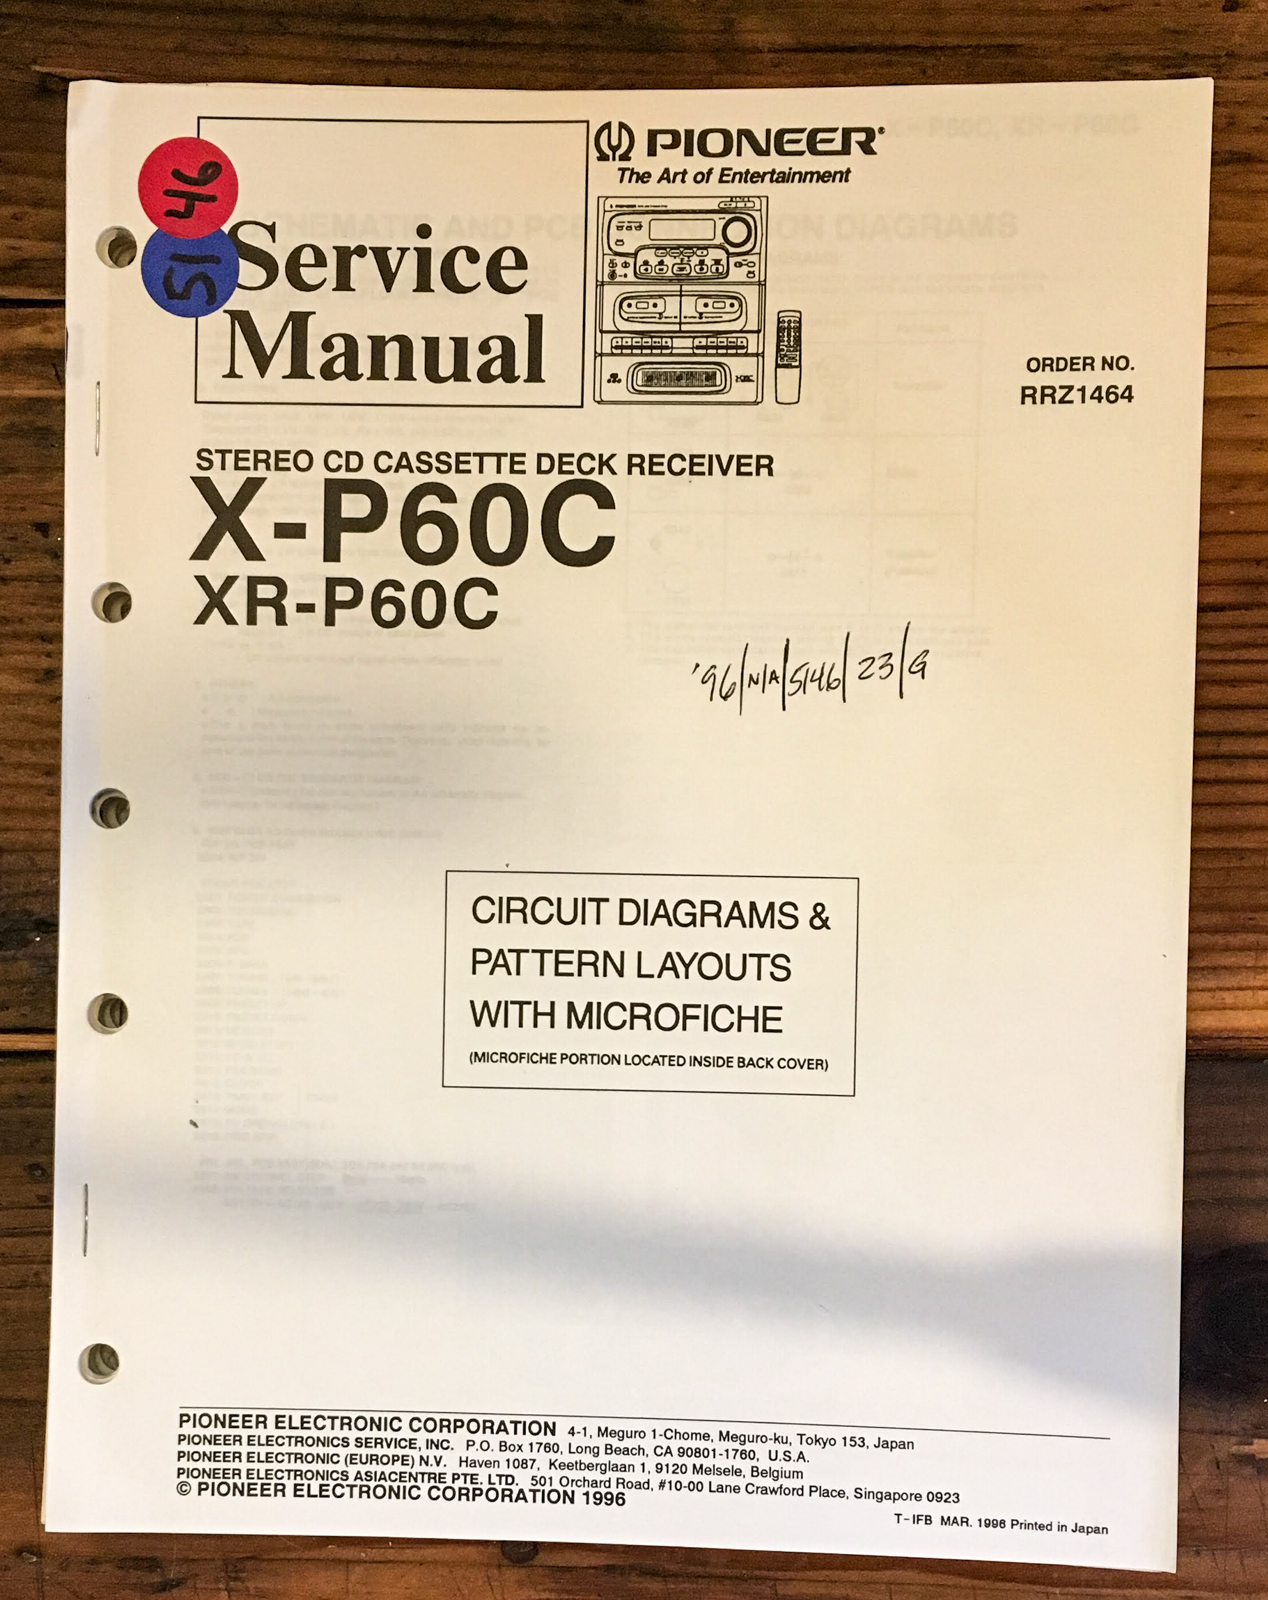 PIONEER®
The Art of Entertainment
46
51
Service
Manual
ORDER NO.
RRZ1464
STEREO CD CASSETTE DECK RECEIVER
X-P60C
XR-P60C
'96/N/A/5146/23/G
CIRCUIT DIAGRAMS &
PATTERN LAYOUTS
WITH MICROFICHE
(MICROFICHE PORTION LOCATED INSIDE BACK COVER)
PIONEER ELECTRONIC CORPORATION 4-1, Meguro 1-Chome, Meguro-ku, Tokyo 153, Japan
PIONEER ELECTRONICS SERVICE, INC. P.O. Box 1760, Long Beach, CA 90801-1760, U.S.A.
PIONEER ELECTRONIC (EUROPE) N.V. Haven 1087, Keetberglaan 1, 9120 Melsele, Belgium
PIONEER ELECTRONICS ASIACENTRE PTE. LTD. 501 Orchard Road, #10-00 Lane Crawford Place, Singapore 0923
© PIONEER ELECTRONIC CORPORATION 1996
T-IFB MAR. 1996 Printed in Japan